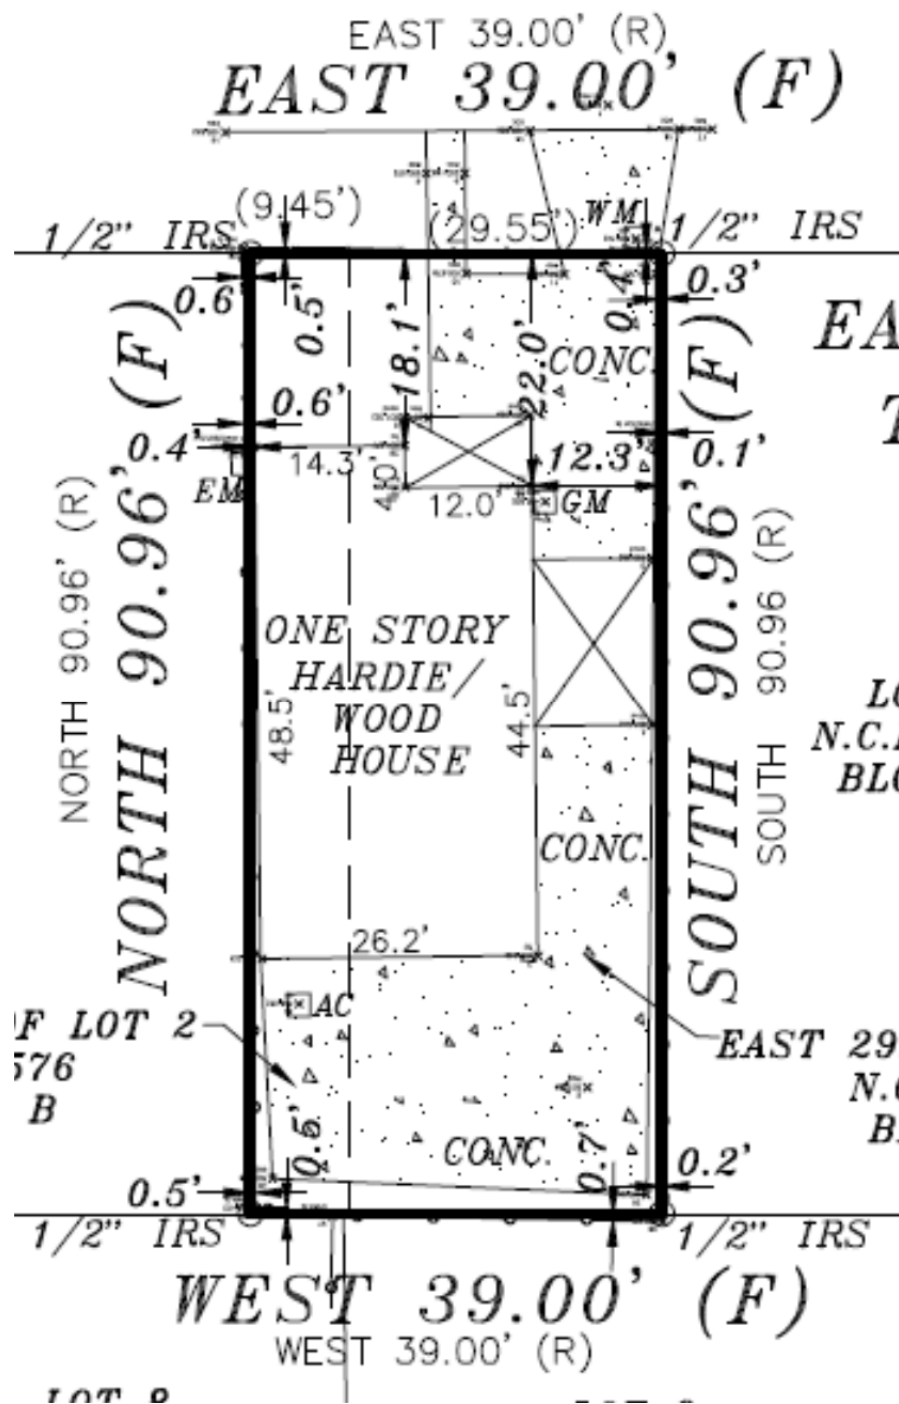 EAST 39.00' (R)
EAST 39.00' (F)
(9.45')
(29.55')
WM
1/2" IRS
1/2" IRS
0.6'
0.5'
0.4'
0.3'
NORTH 90.96' (F)
NORTH 90.96' (R)
SOUTH 90.96' (F)
SOUTH 90.96 (R)
EA
T
18.1'
22.0'
CONC.
0.6'
0.4'
14.3'
4.0'
12.0'
12.3'
0.1'
EM
GM
ONE STORY
HARDIE/
WOOD
HOUSE
48.5'
44.5'
LO
N.C.
BLO
CONC.
26.2'
AC
F LOT 2
576
B
EAST 29
N.
B
0.5'
CONC.
0.7'
0.5'
0.2'
1/2" IRS
1/2" IRS
WEST 39.00' (F)
WEST 39.00' (R)
LOT 8